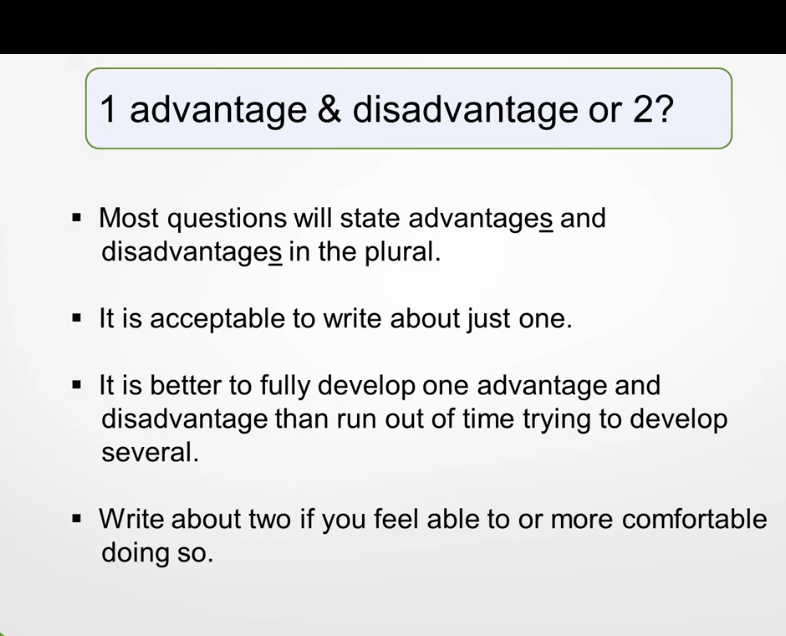 1 advantage & disadvantage or 2?
▪ Most questions will state advantages and
disadvantages in the plural.
▪ It is acceptable to write about just one.
▪ It is better to fully develop one advantage and
disadvantage than run out of time trying to develop
several.
▪ Write about two if you feel able to or more comfortable
doing so.